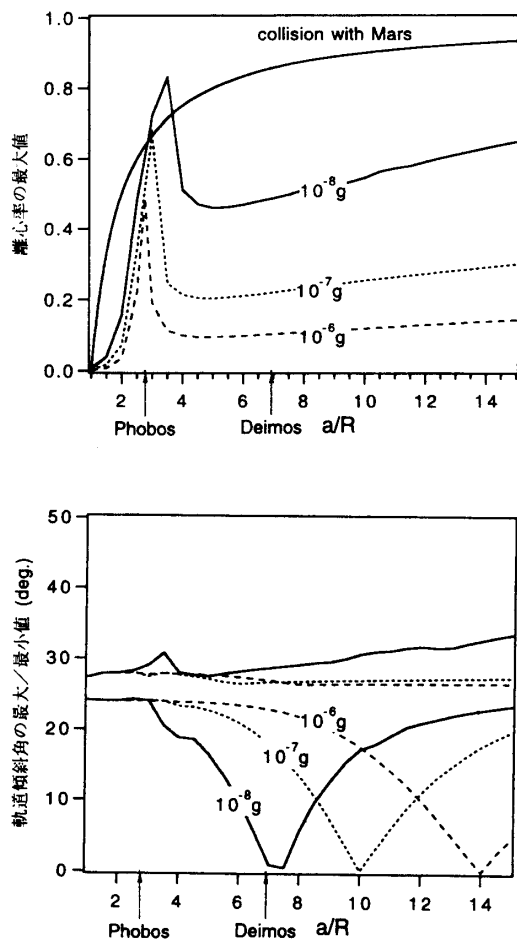 collision with Mars
1.0
0.8
0.6
0.4
0.2
0.0
離心率の最大値
10⁻⁸g
10⁻⁷g
10⁻⁶g
2 4 6 8 10 12 14
Phobos Deimos a/R
50
40
30
20
10
0
軌道傾斜角の最大/最小値 (deg.)
10⁻⁶g
10⁻⁷g
10⁻⁸g
2 4 6 8 10 12 14
Phobos Deimos a/R